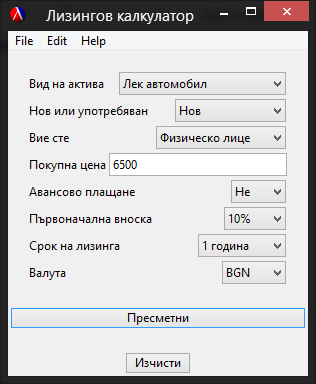 Лизингов калкулатор
File Edit Help
Вид на актива Лек автомобил
Нов или употребяван Нов
Вие сте Физическо лице
Покупна цена 6500
Авансово плащане Не
Първоначална вноска 10%
Срок на лизинга 1 година
Валута BGN
Пресметни
Изчисти